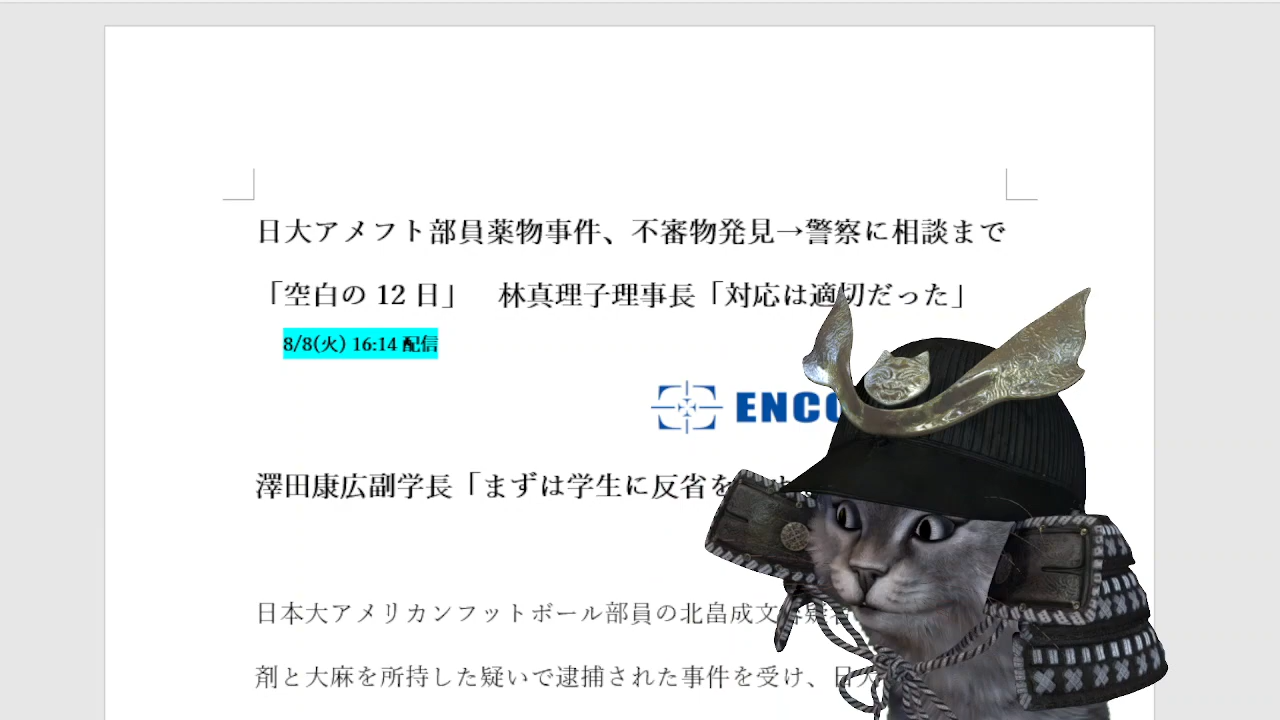 日大アメフト部員薬物事件、不審物発見→警察に相談まで
「空白の 12 日」　林真理子理事長「対応は適切だった」
8/8(火) 16:14 配信
ENCO
澤田康広副学長「まずは学生に反省を
日本大アメリカンフットボール部員の北畠成文容疑者
剤と大麻を所持した疑いで逮捕された事件を受け、日大